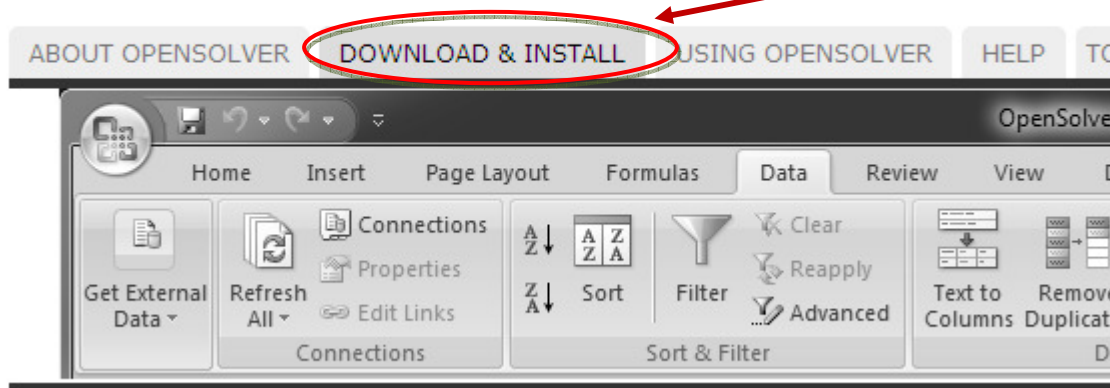 ABOUT OPENSOLVER DOWNLOAD & INSTALL USING OPENSOLVER HELP
OpenSolve
Home Insert Page Layout Formulas Data Review View
Connections Clear
Properties Reapply
Edit Links Advanced
Get External Data
Refresh All
A Z
Z A
A Z
Z A
Sort
Filter
Text to Columns
Remove
Duplicat
Connections Sort & Filter D